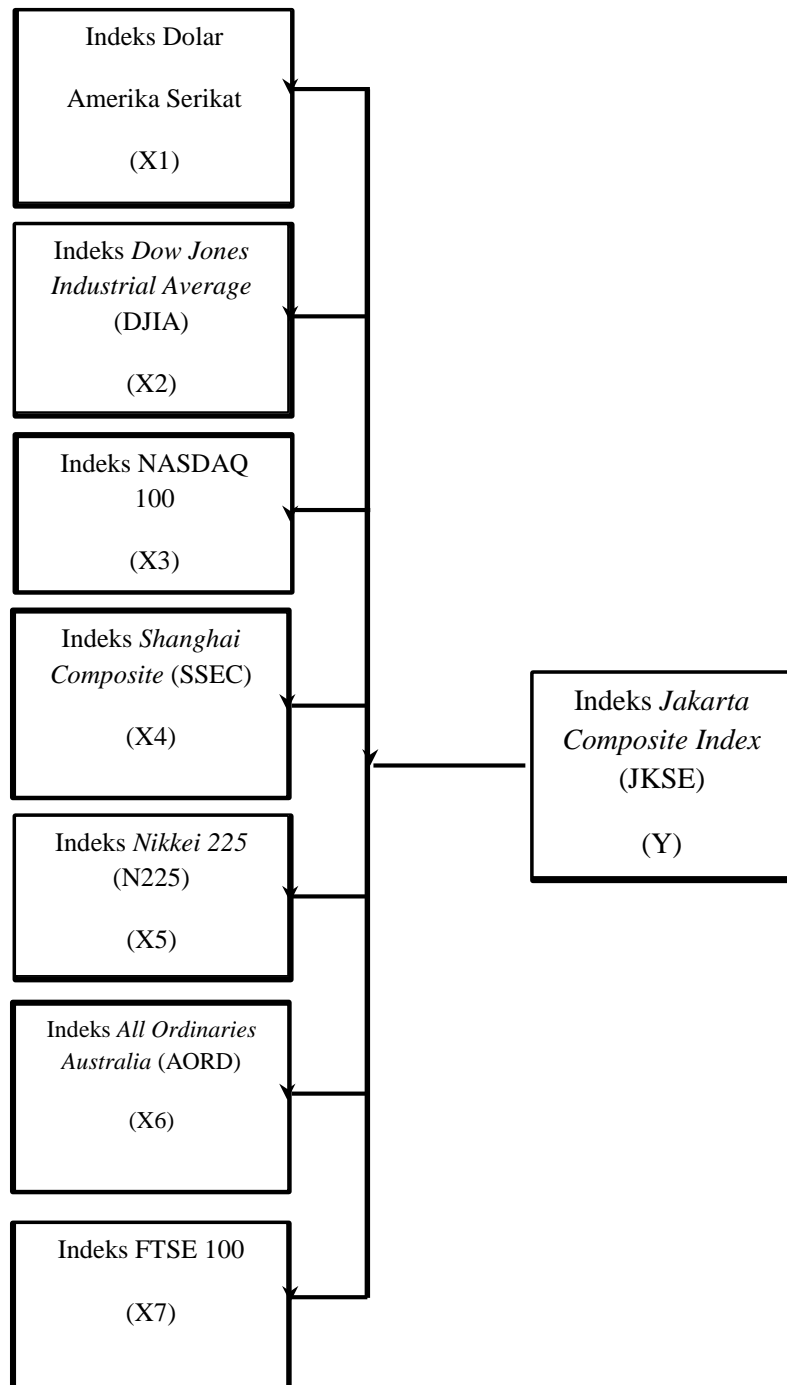 Indeks Dolar
Amerika Serikat
(X1)
Indeks Dow Jones
Industrial Average
(DJIA)
(X2)
Indeks NASDAQ
100
(X3)
Indeks Shanghai
Composite (SSEC)
(X4)
Indeks Nikkei 225
(N225)
(X5)
Indeks All Ordinaries
Australia (AORD)
(X6)
Indeks FTSE 100
(X7)
Indeks Jakarta
Composite Index
(JKSE)
(Y)